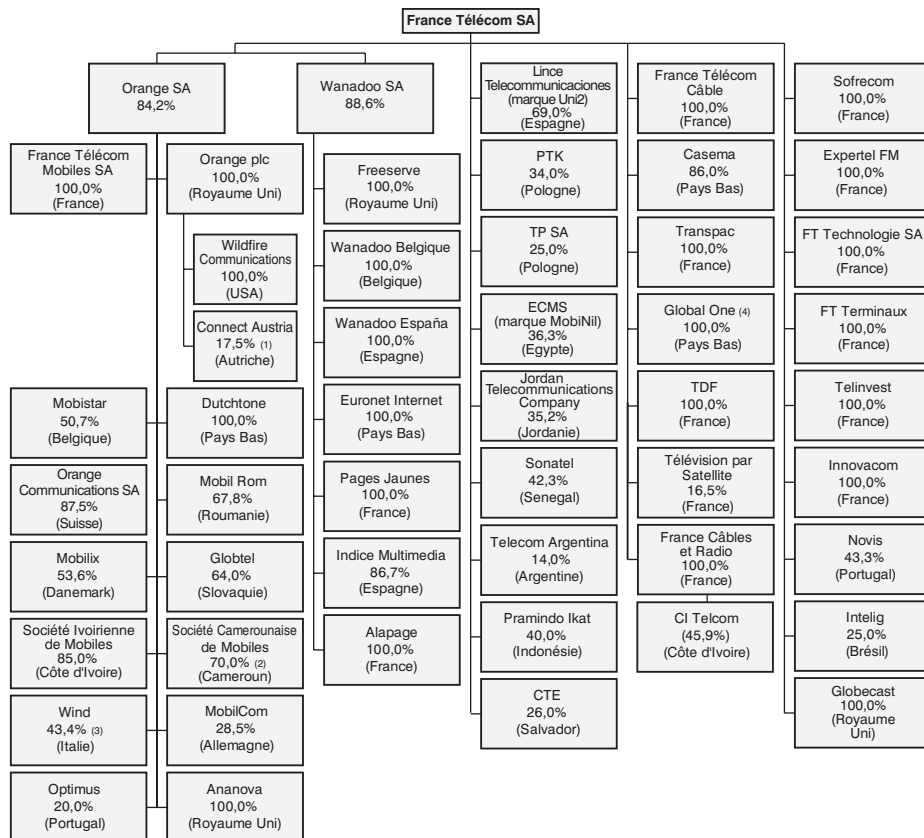 France Télécom SA
Orange SA
84,2%
France Télécom
Mobiles SA
100,0%
(France)
Orange plc
100,0%
(Royaume Uni)
Wildfire
Communications
100,0%
(USA)
Connect Austria
17,5% (1)
(Autriche)
Mobistar
50,7%
(Belgique)
Dutchtone
100,0%
(Pays Bas)
Orange
Communications SA
87,5%
(Suisse)
Mobil Rom
67,8%
(Roumanie)
Mobilix
53,6%
(Danemark)
Globtel
64,0%
(Slovaquie)
Société Ivoirienne
de Mobiles
85,0%
(Côte d'Ivoire)
Société Camerounaise
de Mobiles
70,0% (2)
(Cameroun)
Wind
43,4% (3)
(Italie)
MobilCom
28,5%
(Allemagne)
Optimus
20,0%
(Portugal)
Ananova
100,0%
(Royaume Uni)
Wanadoo SA
88,6%
Freeserve
100,0%
(Royaume Uni)
Wanadoo Belgique
100,0%
(Belgique)
Wanadoo España
100,0%
(Espagne)
Euronet Internet
100,0%
(Pays Bas)
Pages Jaunes
100,0%
(France)
Indice Multimedia
86,7%
(Espagne)
Alapage
100,0%
(France)
Lince
Telecommunicaciones
(marque Uni2)
69,0%
(Espagne)
PTK
34,0%
(Pologne)
TP SA
25,0%
(Pologne)
ECMS
(marque MobiNil)
36,3%
(Egypte)
Jordan
Telecommunications
Company
35,2%
(Jordanie)
Sonatel
42,3%
(Senegal)
Telecom Argentina
14,0%
(Argentine)
Pramindo Ikat
40,0%
(Indonésie)
CTE
26,0%
(Salvador)
France Télécom
Câble
100,0%
(France)
Casema
86,0%
(Pays Bas)
Transpac
100,0%
(France)
Global One (4)
100,0%
(Pays Bas)
TDF
100,0%
(France)
Télévision par
Satellite
16,5%
(France)
France Câbles
et Radio
100,0%
(France)
CI Telcom
(45,9%)
(Côte d'Ivoire)
Sofrecom
100,0%
(France)
Expertel FM
100,0%
(France)
FT Technologie SA
100,0%
(France)
FT Terminaux
100,0%
(France)
Telinvest
100,0%
(France)
Innovacom
100,0%
(France)
Novis
43,3%
(Portugal)
Intelig
25,0%
(Brésil)
Globecast
100,0%
(Royaume
Uni)